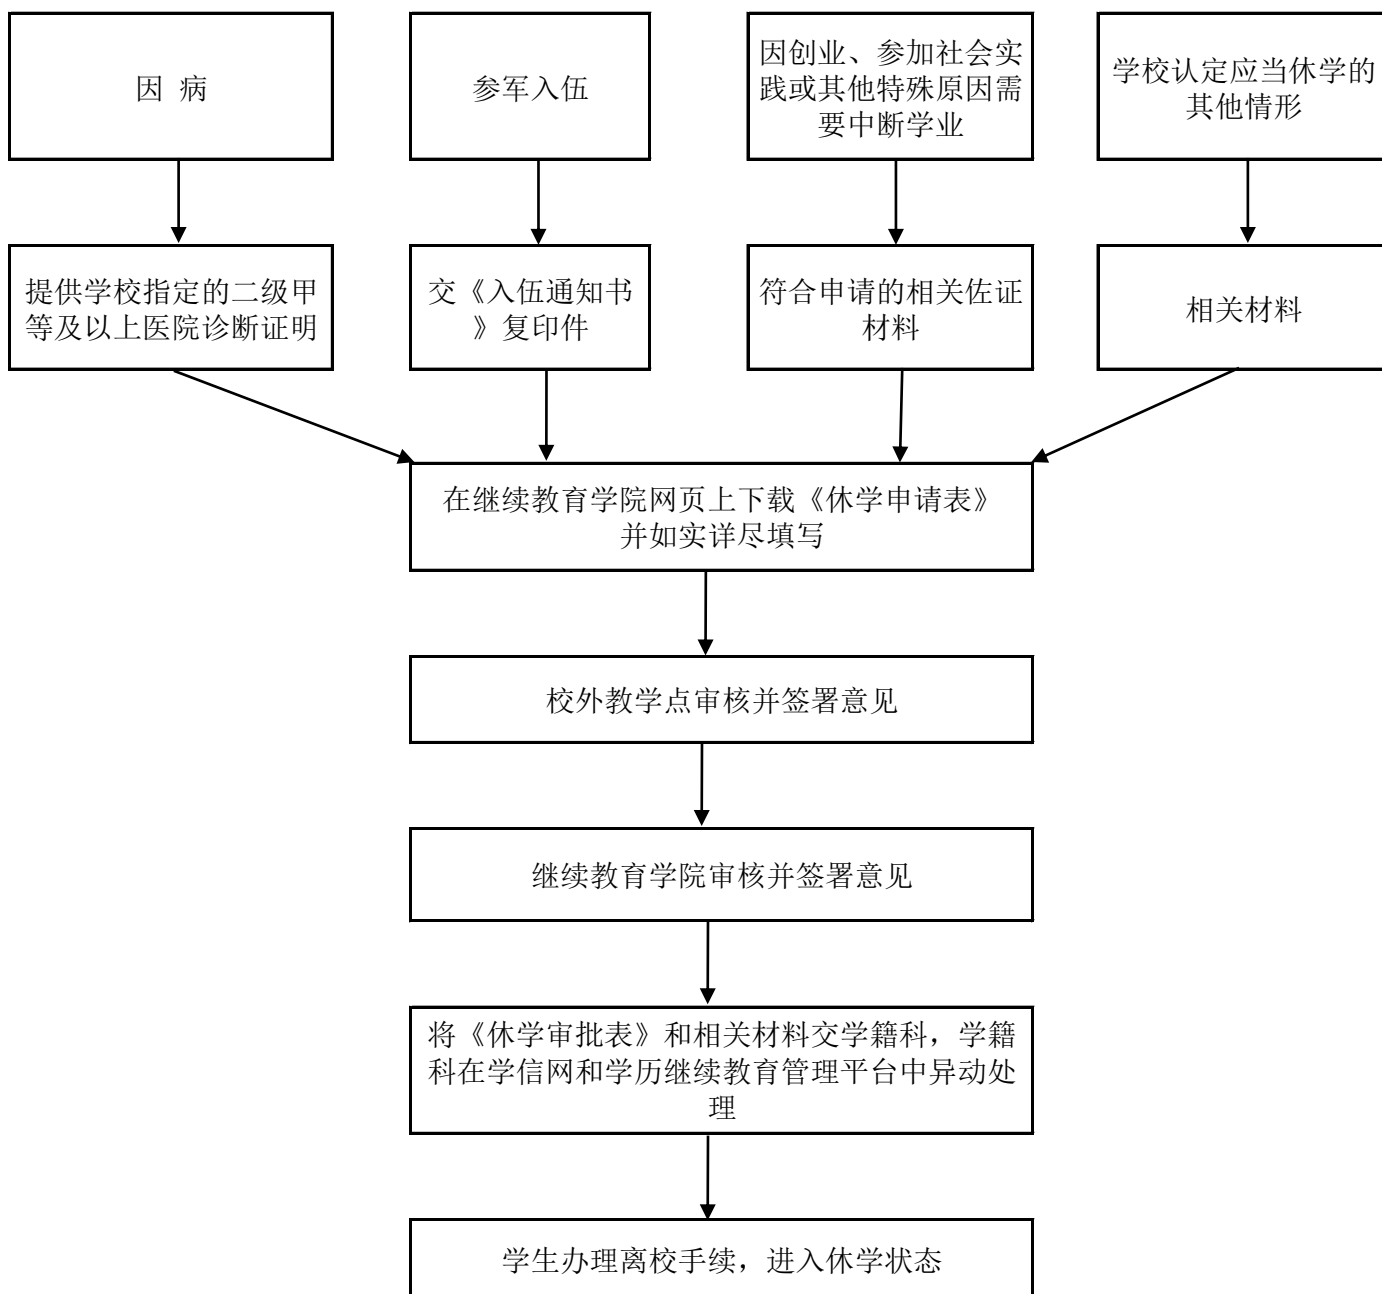 因 病
参军入伍
因创业、参加社会实
践或其他特殊原因需
要中断学业
学校认定应当休学的
其他情形
提供学校指定的二级甲
等及以上医院诊断证明
交《入伍通知书
》复印件
符合申请的相关佐证
材料
相关材料
在继续教育学院网页上下载《休学申请表》
并如实详尽填写
校外教学点审核并签署意见
继续教育学院审核并签署意见
将《休学审批表》和相关材料交学籍科，学籍
科在学信网和学历继续教育管理平台中异动处
理
学生办理离校手续，进入休学状态